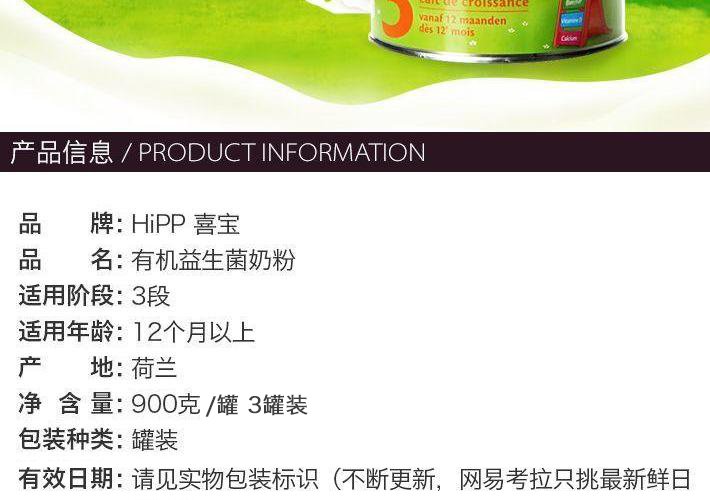 lait de croissance
3
vanaf 12 maanden
dès 12e mois
Vitamine D
Calcium
产品信息 / PRODUCT INFORMATION
品 牌: HiPP 喜宝
品 名: 有机益生菌奶粉
适用阶段: 3段
适用年龄: 12个月以上
产 地: 荷兰
净 含 量: 900克 /罐 3罐装
包装种类: 罐装
有效日期: 请见实物包装标识（不断更新, 网易考拉只挑最新鲜日